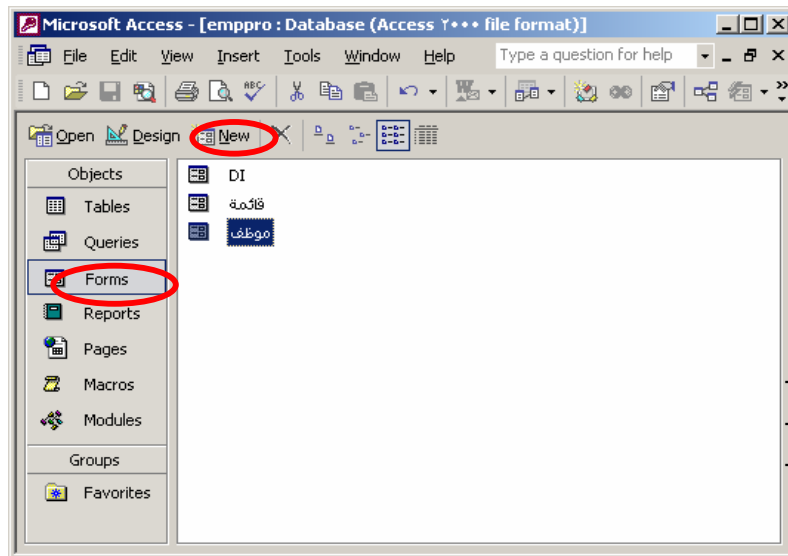 Microsoft Access - [emppro : Database (Access ٢٠٠٠ file format)]
File Edit View Insert Tools Window Help Type a question for help
ABC W
Open Design New
Objects
DI
Tables
قائمة
Queries
موظف
Forms
Reports
Pages
Macros
Modules
Groups
Favorites